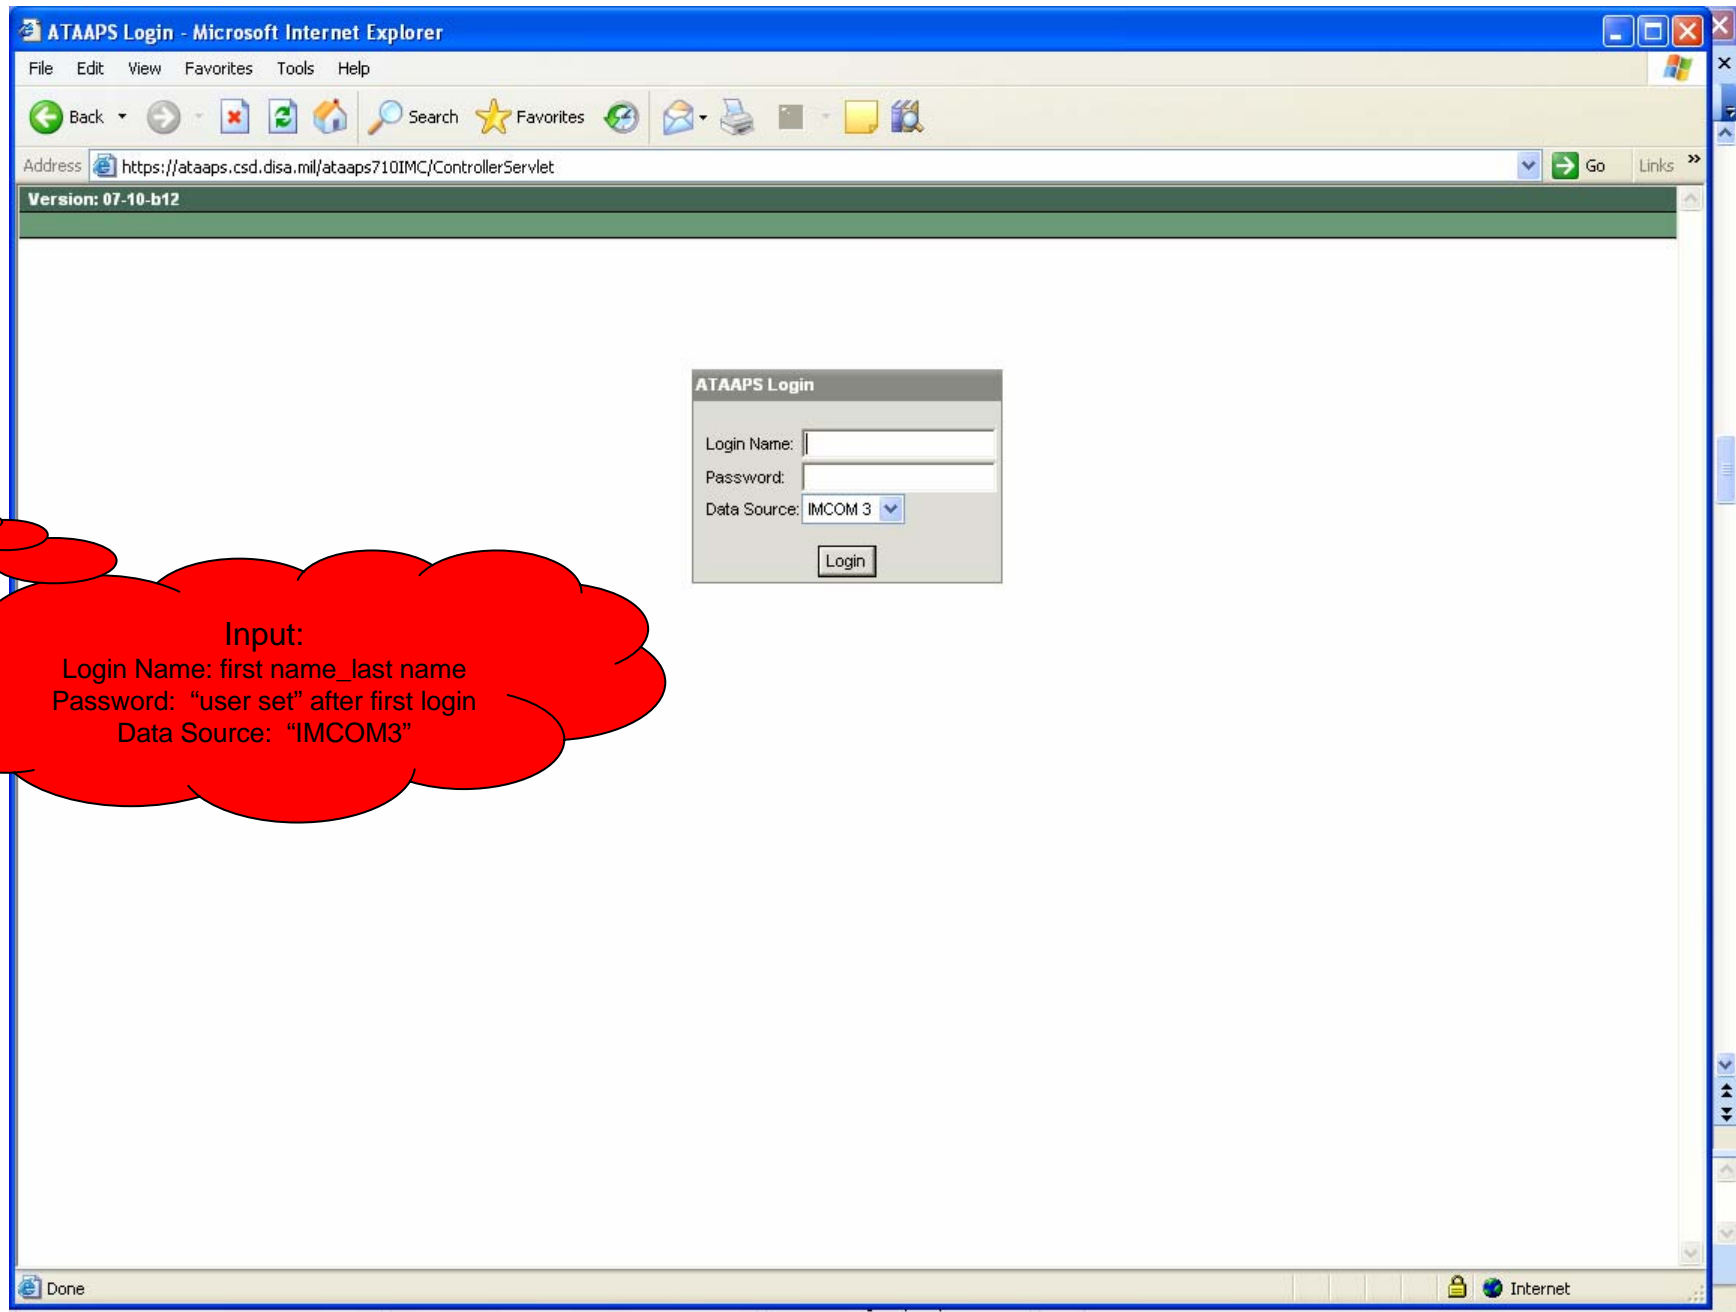 ATAAPS Login - Microsoft Internet Explorer
File Edit View Favorites Tools Help
Back Search Favorites
Address https://ataaps.csd.disa.mil/ataaps710IMC/ControllerServlet Go Links »
Version: 07-10-b12
ATAAPS Login
Login Name:
Password:
Data Source: IMCOM 3
Login
Input:
Login Name: first name_last name
Password: “user set” after first login
Data Source: “IMCOM3”
Done Internet